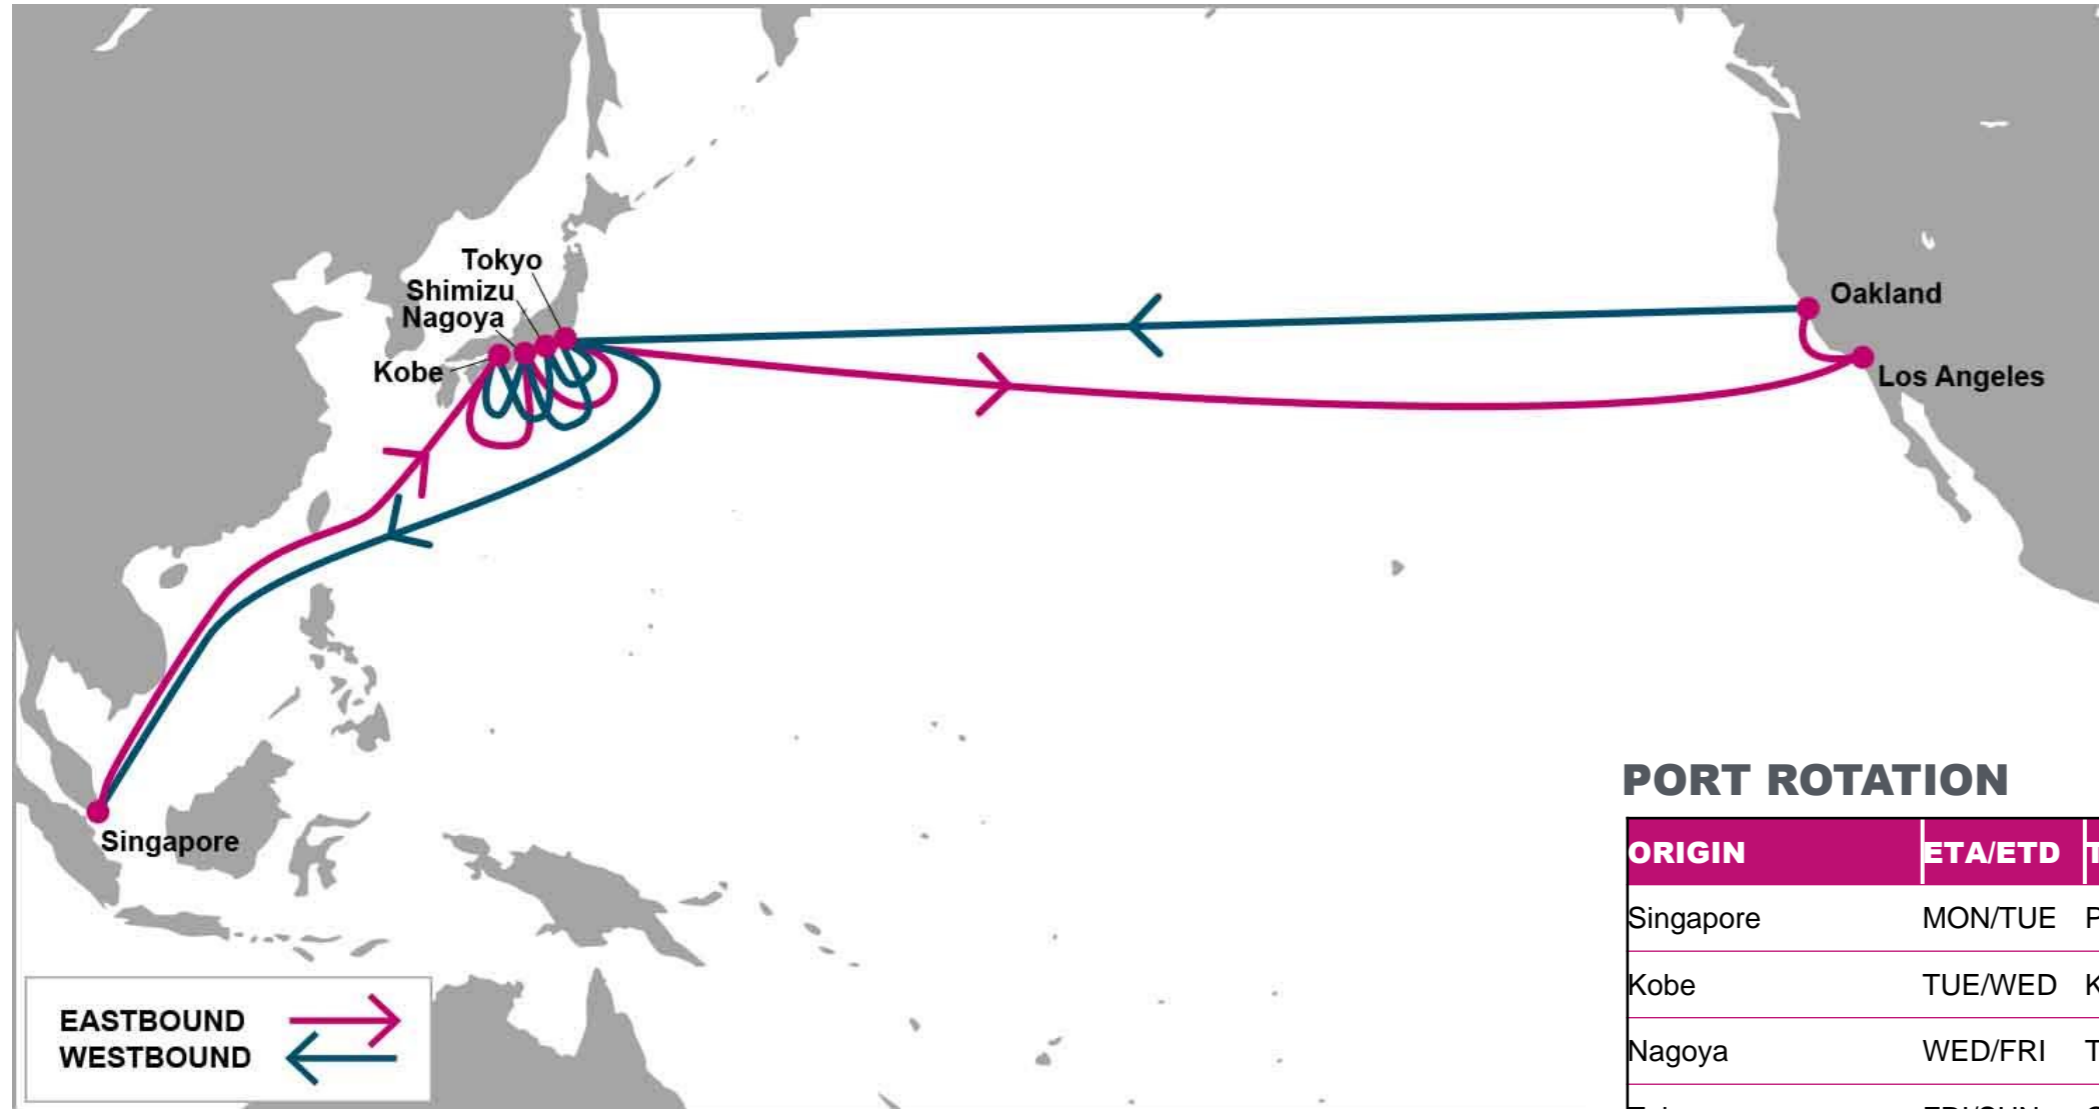 Tokyo
Shimizu
Nagoya
Kobe
Oakland
Los Angeles
Singapore
EASTBOUND
WESTBOUND
PORT ROTATION
ORIGIN ETA/ETD
Singapore MON/TUE
Kobe TUE/WED
Nagoya WED/FRI